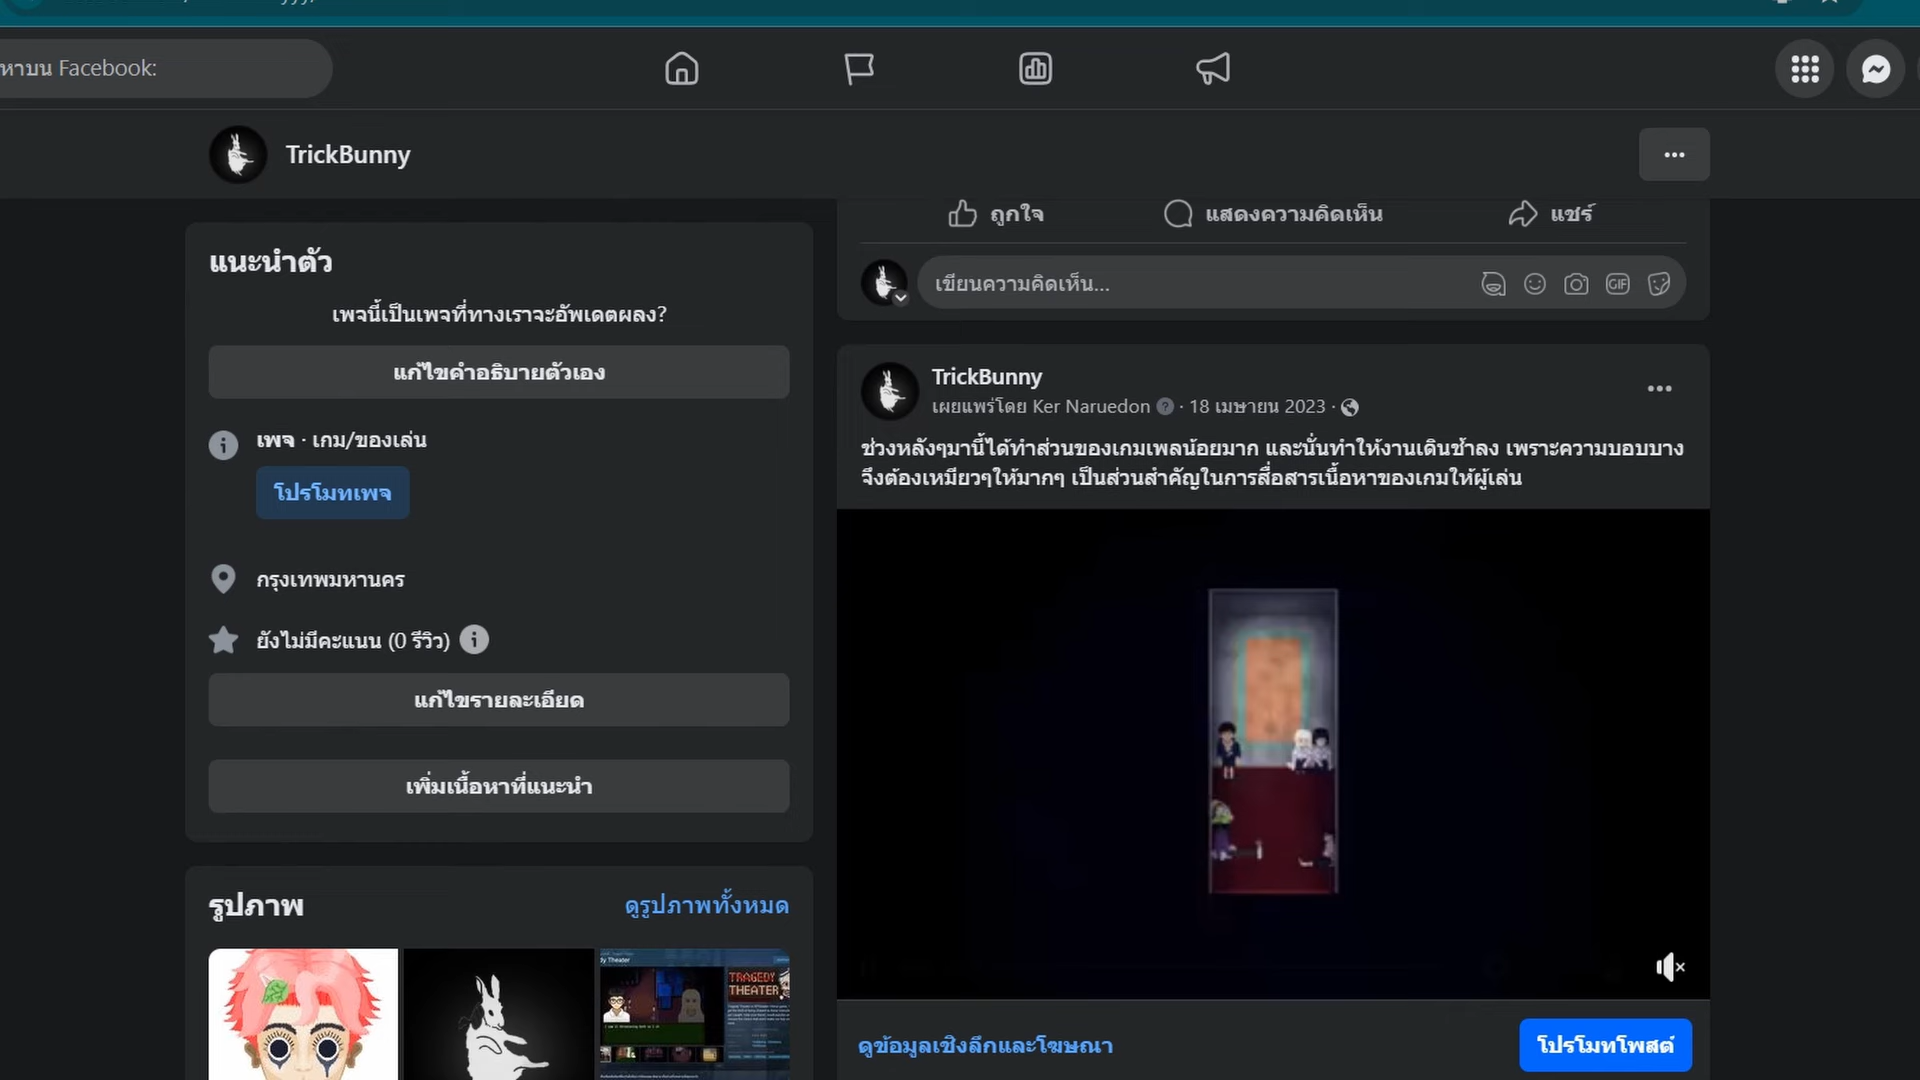 หาบน Facebook:
TrickBunny
ถูกใจ
แสดงความคิดเห็น
แชร์
แนะนำตัว
เพจนี้เป็นเพจที่ทางเราจะอัพเดตผลง?
แก้ไขคำอธิบายตัวเอง
เพจ · เกม/ของเล่น
โปรโมทเพจ
กรุงเทพมหานคร
ยังไม่มีคะแนน (0 รีวิว)
แก้ไขรายละเอียด
เพิ่มเนื้อหาที่แนะนำ
รูปภาพ
ดูรูปภาพทั้งหมด
TRAGEDY
THEATER
เขียนความคิดเห็น...
GIF
TrickBunny
เผยแพร่โดย Ker Naruedon · 18 เมษายน 2023 ·
ช่วงหลังๆมานี้ได้ทำส่วนของเกมเพลน้อยมาก และนั่นทำให้งานเดินช้าลง เพราะความบอบบาง
จึงต้องเหมียวๆให้มากๆ เป็นส่วนสำคัญในการสื่อสารเนื้อหาของเกมให้ผู้เล่น
ดูข้อมูลเชิงลึกและโฆษณา
โปรโมทโพสต์